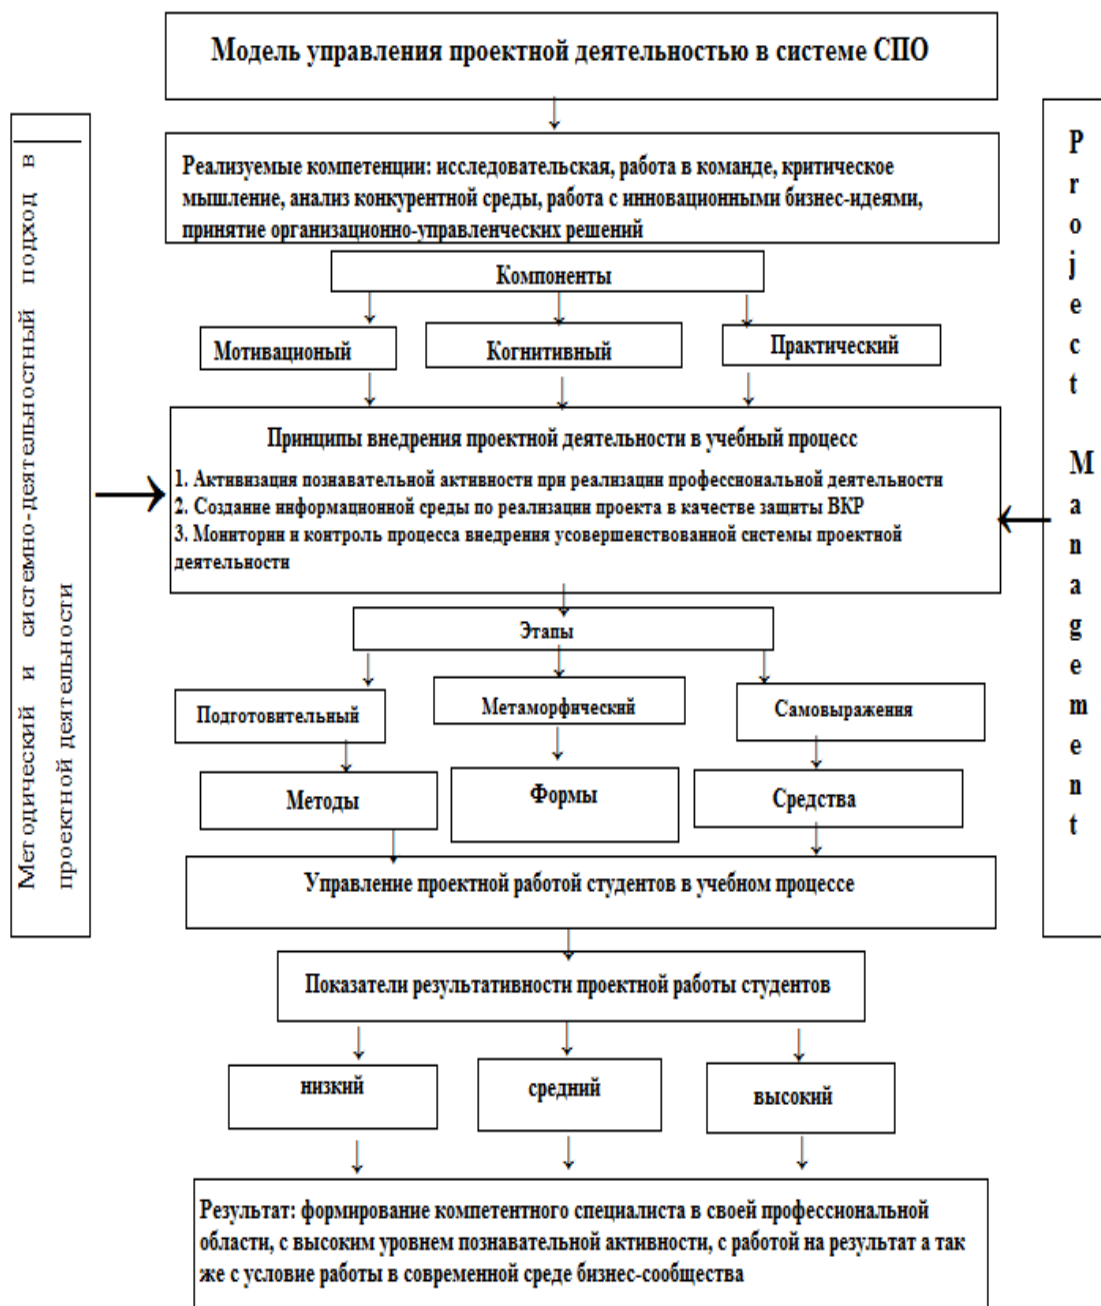 Модель управления проектной деятельностью в системе СПО
Методический и системно-деятельностный подход в
проектной деятельности
Реализуемые компетенции: исследовательская, работа в команде, критическое
мышление, анализ конкурентной среды, работа с инновационными бизнес-идеями,
принятие организационно-управленческих решений
Компоненты
Мотивационый
Когнитивный
Практический
Принципы внедрения проектной деятельности в учебный процесс
1. Активизация познавательной активности при реализации профессиональной деятельности
2. Создание информационной среды по реализации проекта в качестве защиты ВКР
3. Мониторин и контроль процесса внедрения усовершенствованной системы проектной
деятельности
Этапы
Подготовительный
Метаморфический
Самовыражения
Методы
Формы
Средства
Управление проектной работой студентов в учебном процессе
Показатели результативности проектной работы студентов
низкий
средний
высокий
Результат: формирование компетентного специалиста в своей профессиональной
области, с высоким уровнем познавательной активности, с работой на результат а так
же с условие работы в современной среде бизнес-сообщества
Project Management